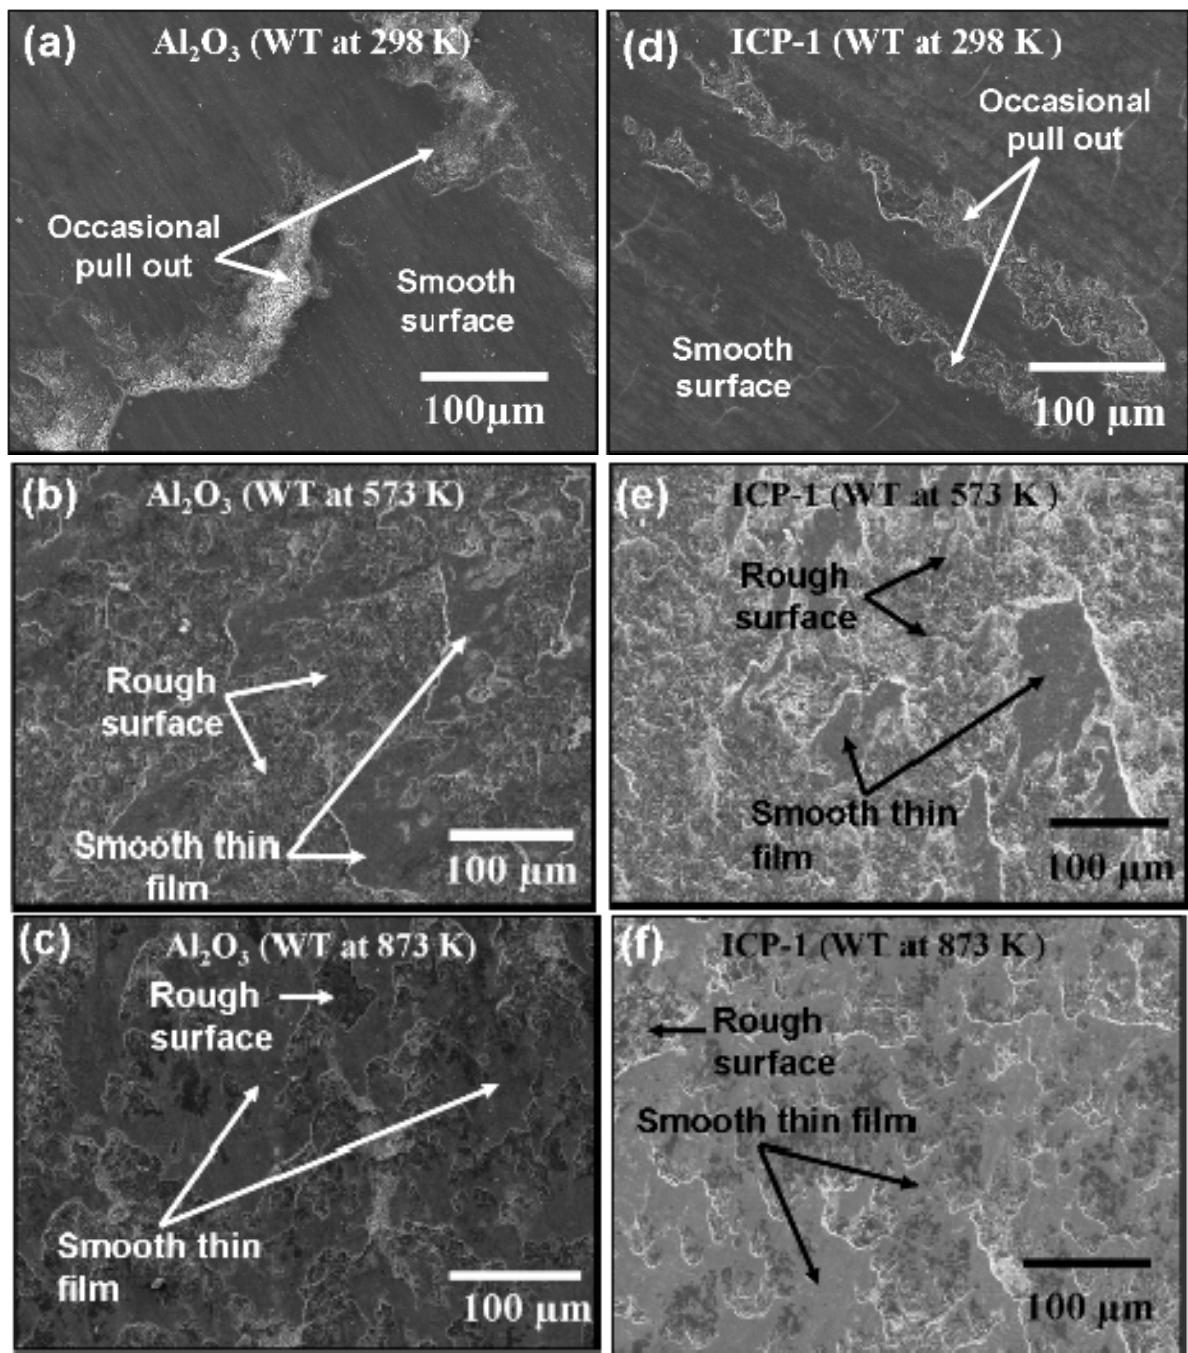 (a)
Al₂O₃ (WT at 298 K)
Occasional
pull out
Smooth
surface
100µm
(d)
ICP-1 (WT at 298 K )
Occasional
pull out
Smooth
surface
100 µm
(b)
Al₂O₃ (WT at 573 K)
Rough
surface
Smooth thin
film
100 µm
(e)
ICP-1 (WT at 573 K )
Rough
surface
Smooth thin
film
100 µm
(c)
Al₂O₃ (WT at 873 K)
Rough
surface
Smooth thin
film
100 µm
(f)
ICP-1 (WT at 873 K )
Rough
surface
Smooth thin film
100 µm